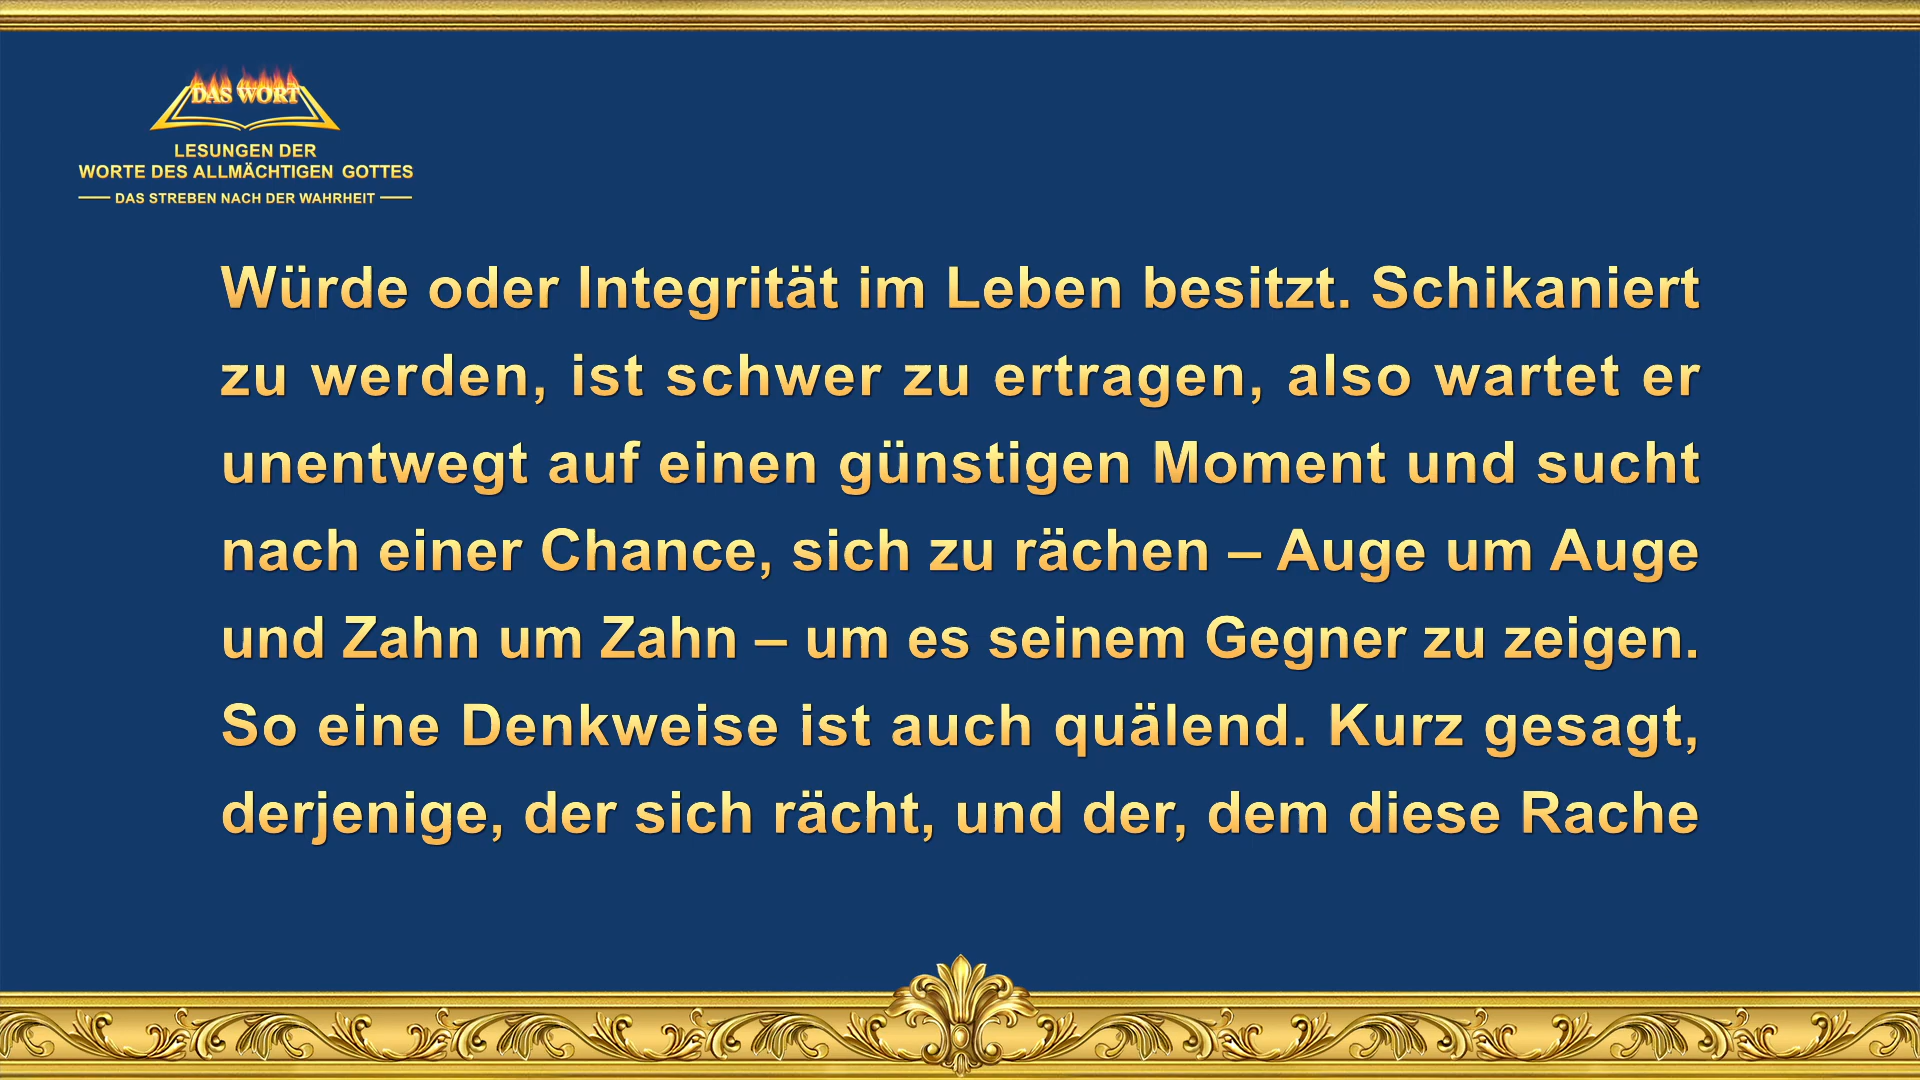 DAS WORT
LESUNGEN DER
WORTE DES ALLMÄCHTIGEN GOTTES
DAS STREBEN NACH DER WAHRHEIT
Würde oder Integrität im Leben besitzt. Schikaniert
zu werden, ist schwer zu ertragen, also wartet er
unentwegt auf einen günstigen Moment und sucht
nach einer Chance, sich zu rächen – Auge um Auge
und Zahn um Zahn – um es seinem Gegner zu zeigen.
So eine Denkweise ist auch quälend. Kurz gesagt,
derjenige, der sich rächt, und der, dem diese Rache